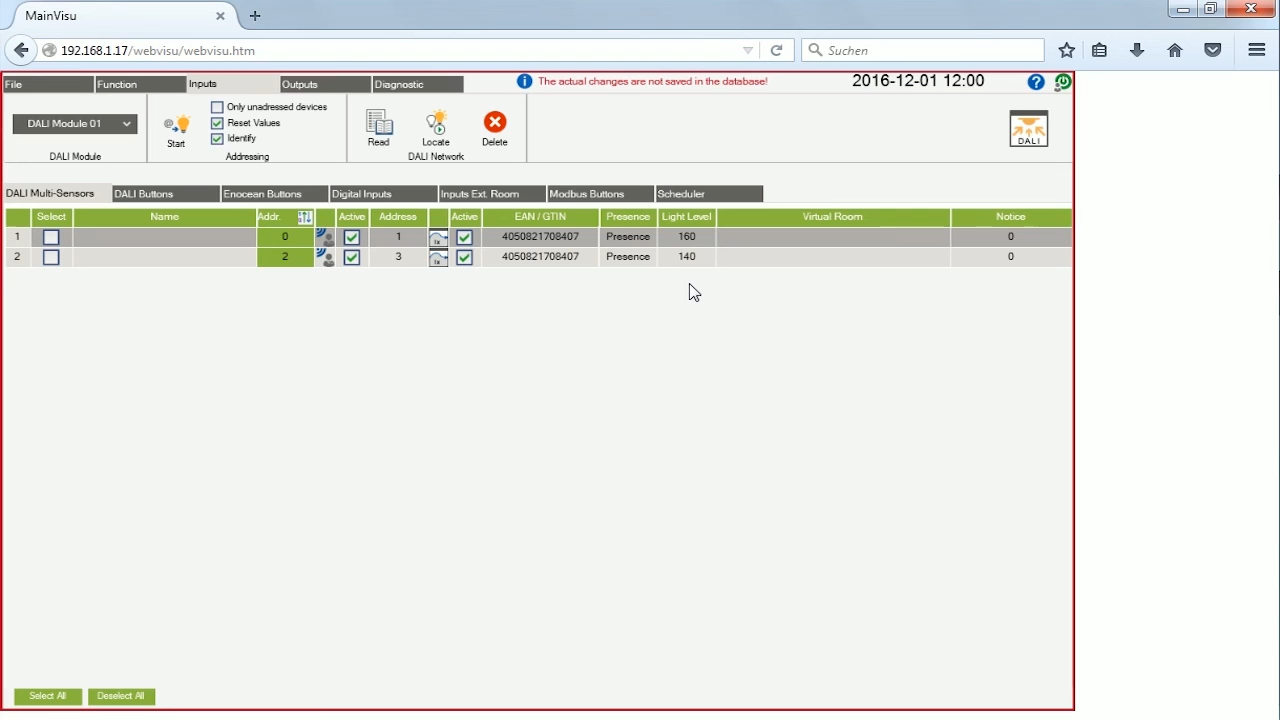 MainVisu
192.168.1.17/webvisu/webvisu.htm
Suchen
File Function Inputs Outputs Diagnostic
The actual changes are not saved in the database!
2016-12-01 12:00
DALI Module 01
DALI Module
Start
Only unadressed devices
Reset Values
Identify
Addressing
Read Locate Delete
DALI Network
DALI
DALI Multi-Sensors DALI Buttons Enocean Buttons Digital Inputs Inputs Ext. Room Modbus Buttons Scheduler
Select Name Addr. Active Address Active EAN / GTIN Presence Light Level Virtual Room Notice
1 0 1 1x 4050821708407 Presence 160 0
2 2 3 1x 4050821708407 Presence 140 0
Select All Deselect All